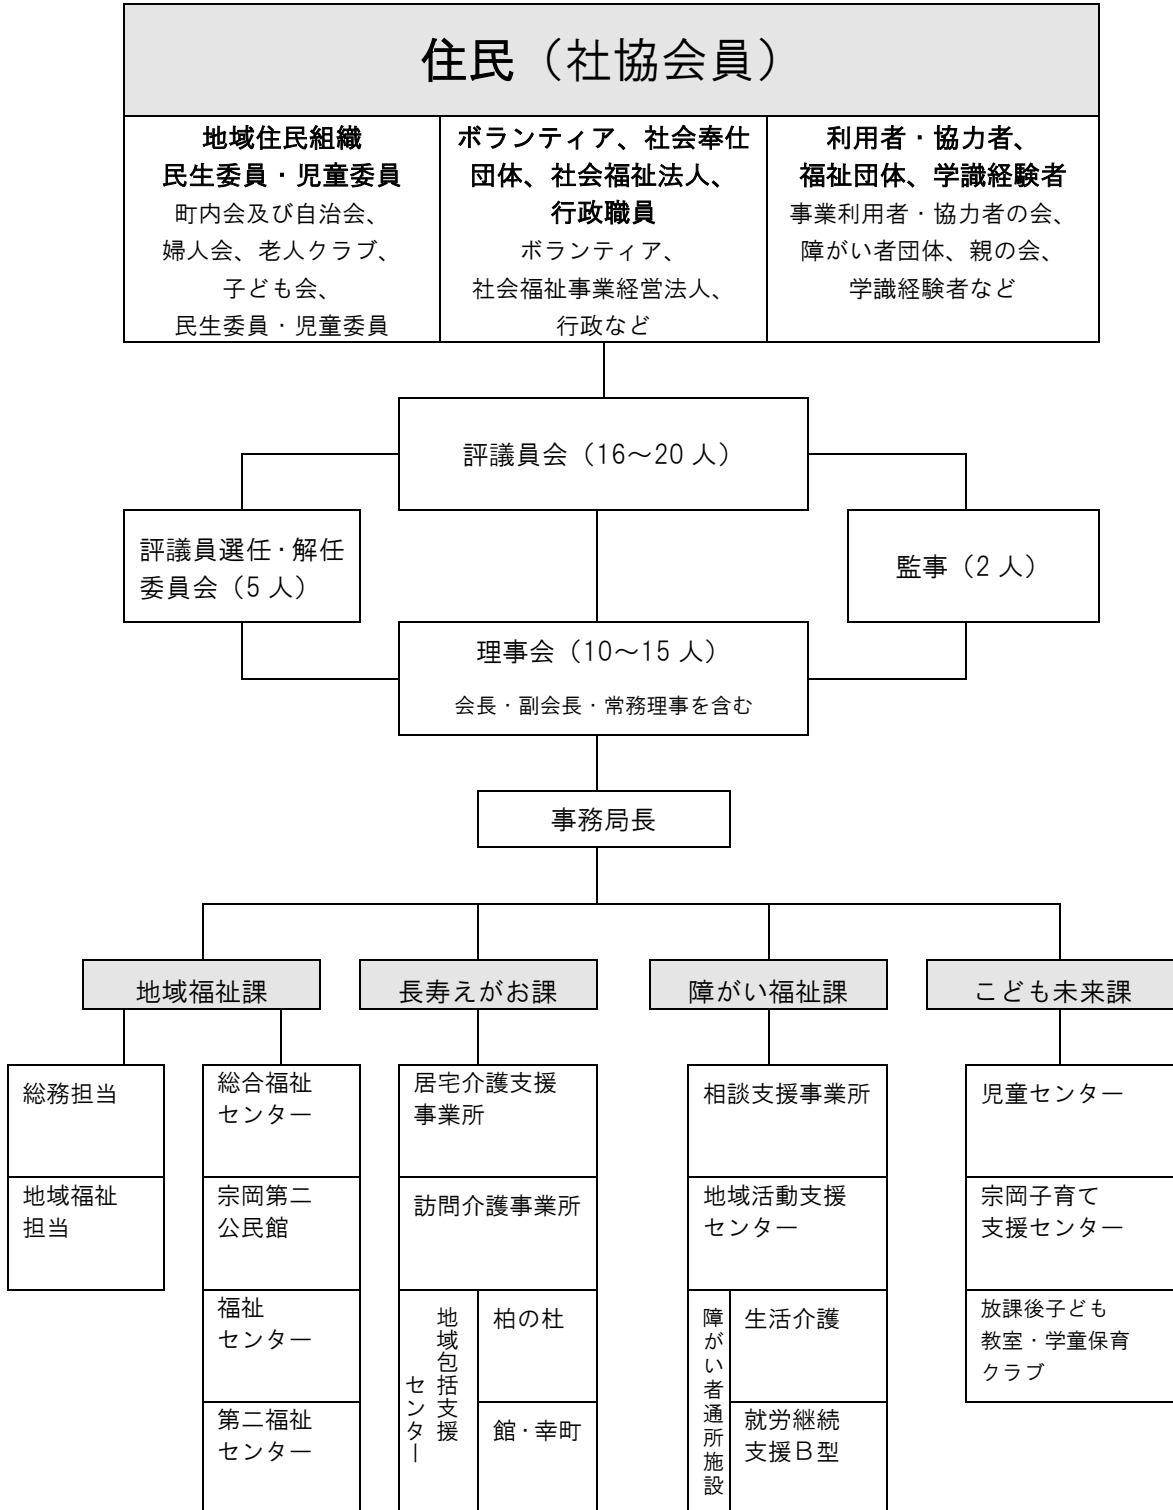 住民（社協会員）
地域住民組織
民生委員・児童委員
町内会及び自治会、
婦人会、老人クラブ、
子ども会、
民生委員・児童委員
ボランティア、社会奉仕
団体、社会福祉法人、
行政職員
ボランティア、
社会福祉事業経営法人、
行政など
利用者・協力者、
福祉団体、学識経験者
事業利用者・協力者の会、
障がい者団体、親の会、
学識経験者など
評議員会（16～20 人）
評議員選任・解任
委員会（5 人）
監事（2 人）
理事会（10～15 人）
会長・副会長・常務理事を含む
事務局長
地域福祉課
長寿えがお課
障がい福祉課
こども未来課
総務担当
地域福祉
担当
総合福祉
センター
宗岡第二
公民館
福祉
センター
第二福祉
センター
居宅介護支援
事業所
訪問介護事業所
地域包括支援
センター
柏の杜
館・幸町
相談支援事業所
地域活動支援
センター
障がい者通所施設
生活介護
就労継続
支援Ｂ型
児童センター
宗岡子育て
支援センター
放課後子ども
教室・学童保育
クラブ